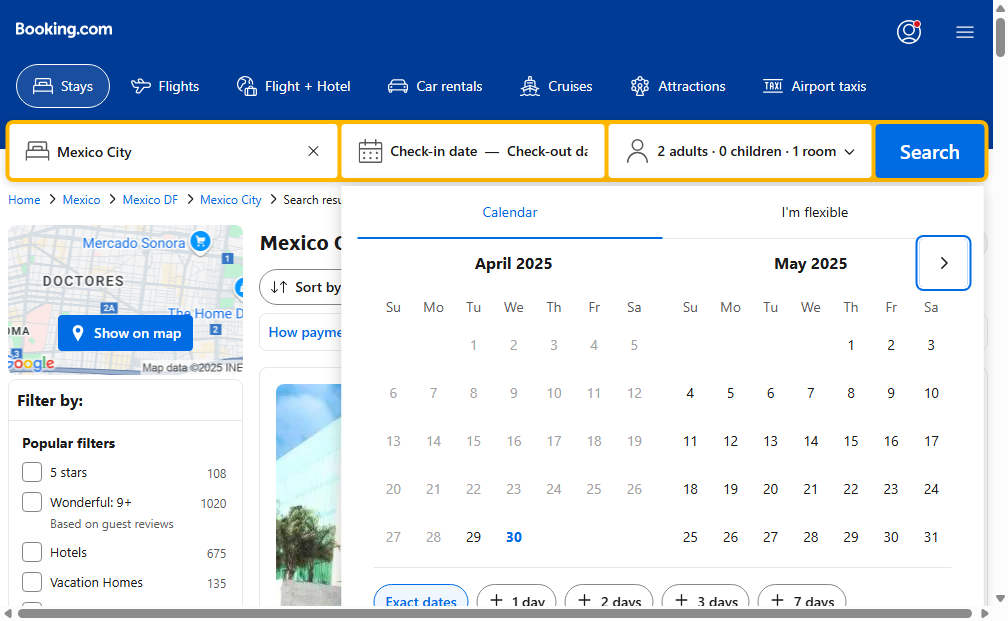 Booking.com
Stays
Flights
Flight + Hotel
Car rentals
Cruises
Attractions
TAXI
Airport taxis
Mexico City
Check-in date — Check-out da
2 adults · 0 children · 1 room
Search
Home
Mexico
Mexico DF
Mexico City
Search resu
Calendar
I'm flexible
Mercado Sonora
1
DOCTORES
2A
The Home D
OMA
2
3
Show on map
Google
Map data ©2025 INE
Mexico C
Sort by
How payme
April 2025
Su Mo Tu We Th Fr Sa
1 2 3 4 5
6 7 8 9 10 11 12
13 14 15 16 17 18 19
20 21 22 23 24 25 26
27 28 29 30
May 2025
Su Mo Tu We Th Fr Sa
1 2 3
4 5 6 7 8 9 10
11 12 13 14 15 16 17
18 19 20 21 22 23 24
25 26 27 28 29 30 31
Exact dates
1 day
2 days
3 days
7 days
Filter by:
Popular filters
5 stars 108
Wonderful: 9+ 1020
Based on guest reviews
Hotels 675
Vacation Homes 135